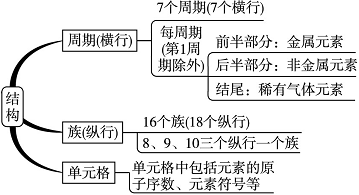 结构
周期(横行)
7个周期(7个横行)
每周期
(第1周
期除外)
前半部分：金属元素
后半部分：非金属元素
结尾：稀有气体元素
族(纵行)
16个族(18个纵行)
8、9、10三个纵行一个族
单元格
单元格中包括元素的原
子序数、元素符号等